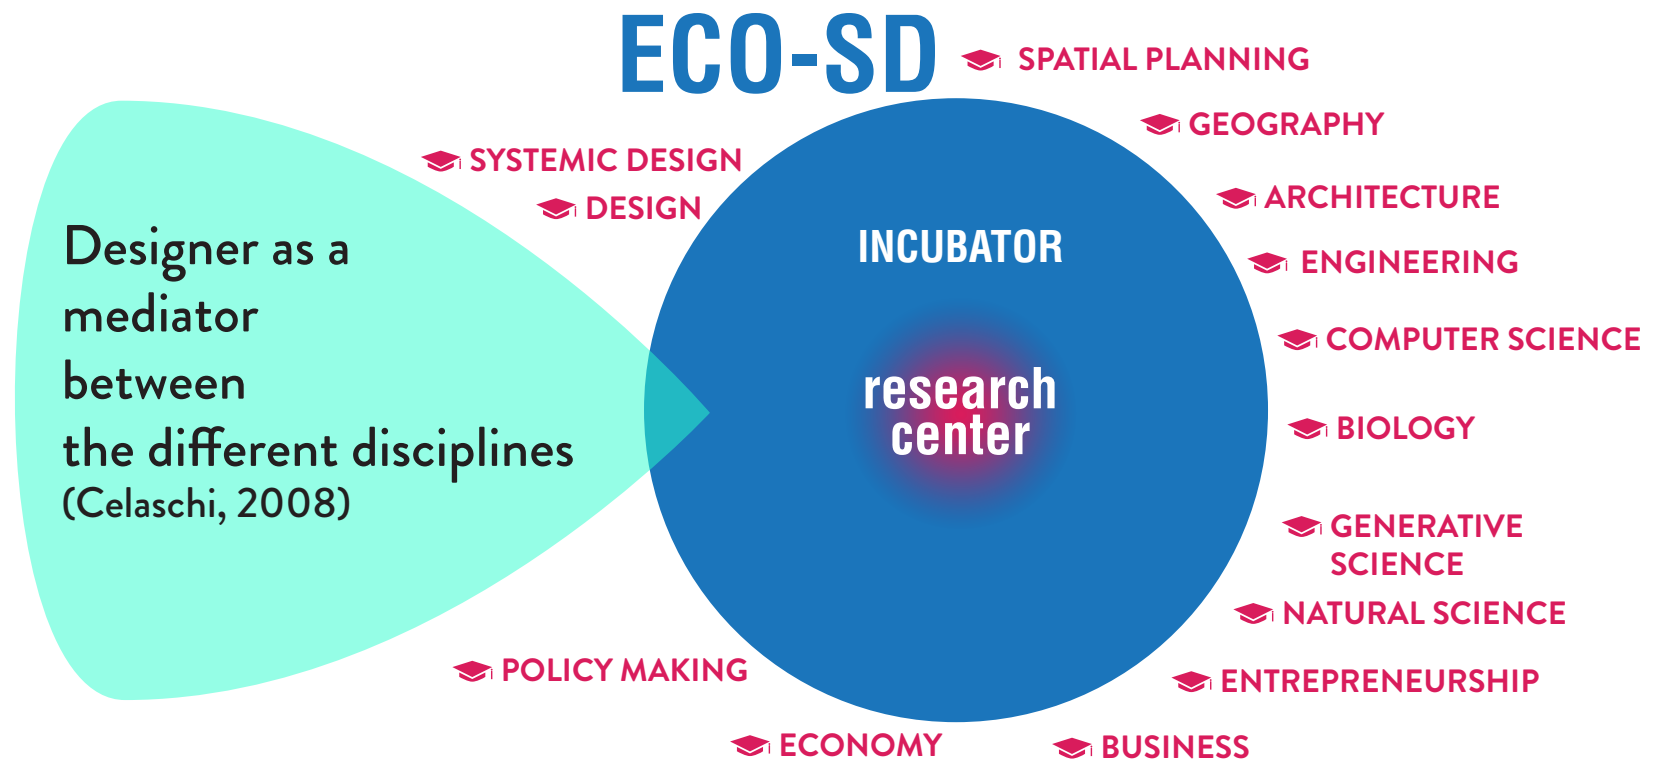 ECO-SD
SPATIAL PLANNING
GEOGRAPHY
SYSTEMIC DESIGN
ARCHITECTURE
DESIGN
Designer as a
mediator
between
the different disciplines
(Celaschi, 2008)
INCUBATOR
research
center
ENGINEERING
COMPUTER SCIENCE
BIOLOGY
GENERATIVE
SCIENCE
NATURAL SCIENCE
POLICY MAKING
ENTREPRENEURSHIP
ECONOMY
BUSINESS